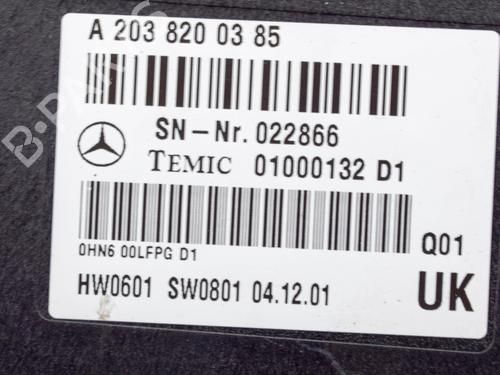 A 203 820 03 85
SN-Nr. 022866
TEMIC 01000132 D1
0HN6 00LFPG D1
Q01
HW0601 SW0801 04.12.01
UK
B-PARTS